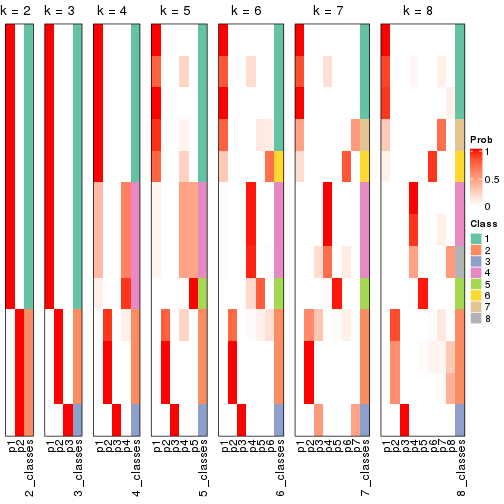 k = 2 k = 3 k = 4 k = 5 k = 6 k = 7 k = 8
Prob
1
0.5
0
Class
1
2
3
4
5
6
7
8
p1 p2 2_classes
p1 p2 p3 3_classes
p1 p2 p3 p4 4_classes
p1 p2 p3 p4 p5 5_classes
p1 p2 p3 p4 p5 p6 6_classes
p1 p2 p3 p4 p5 p6 p7 7_classes
p1 p2 p3 p4 p5 p6 p7 p8 8_classes